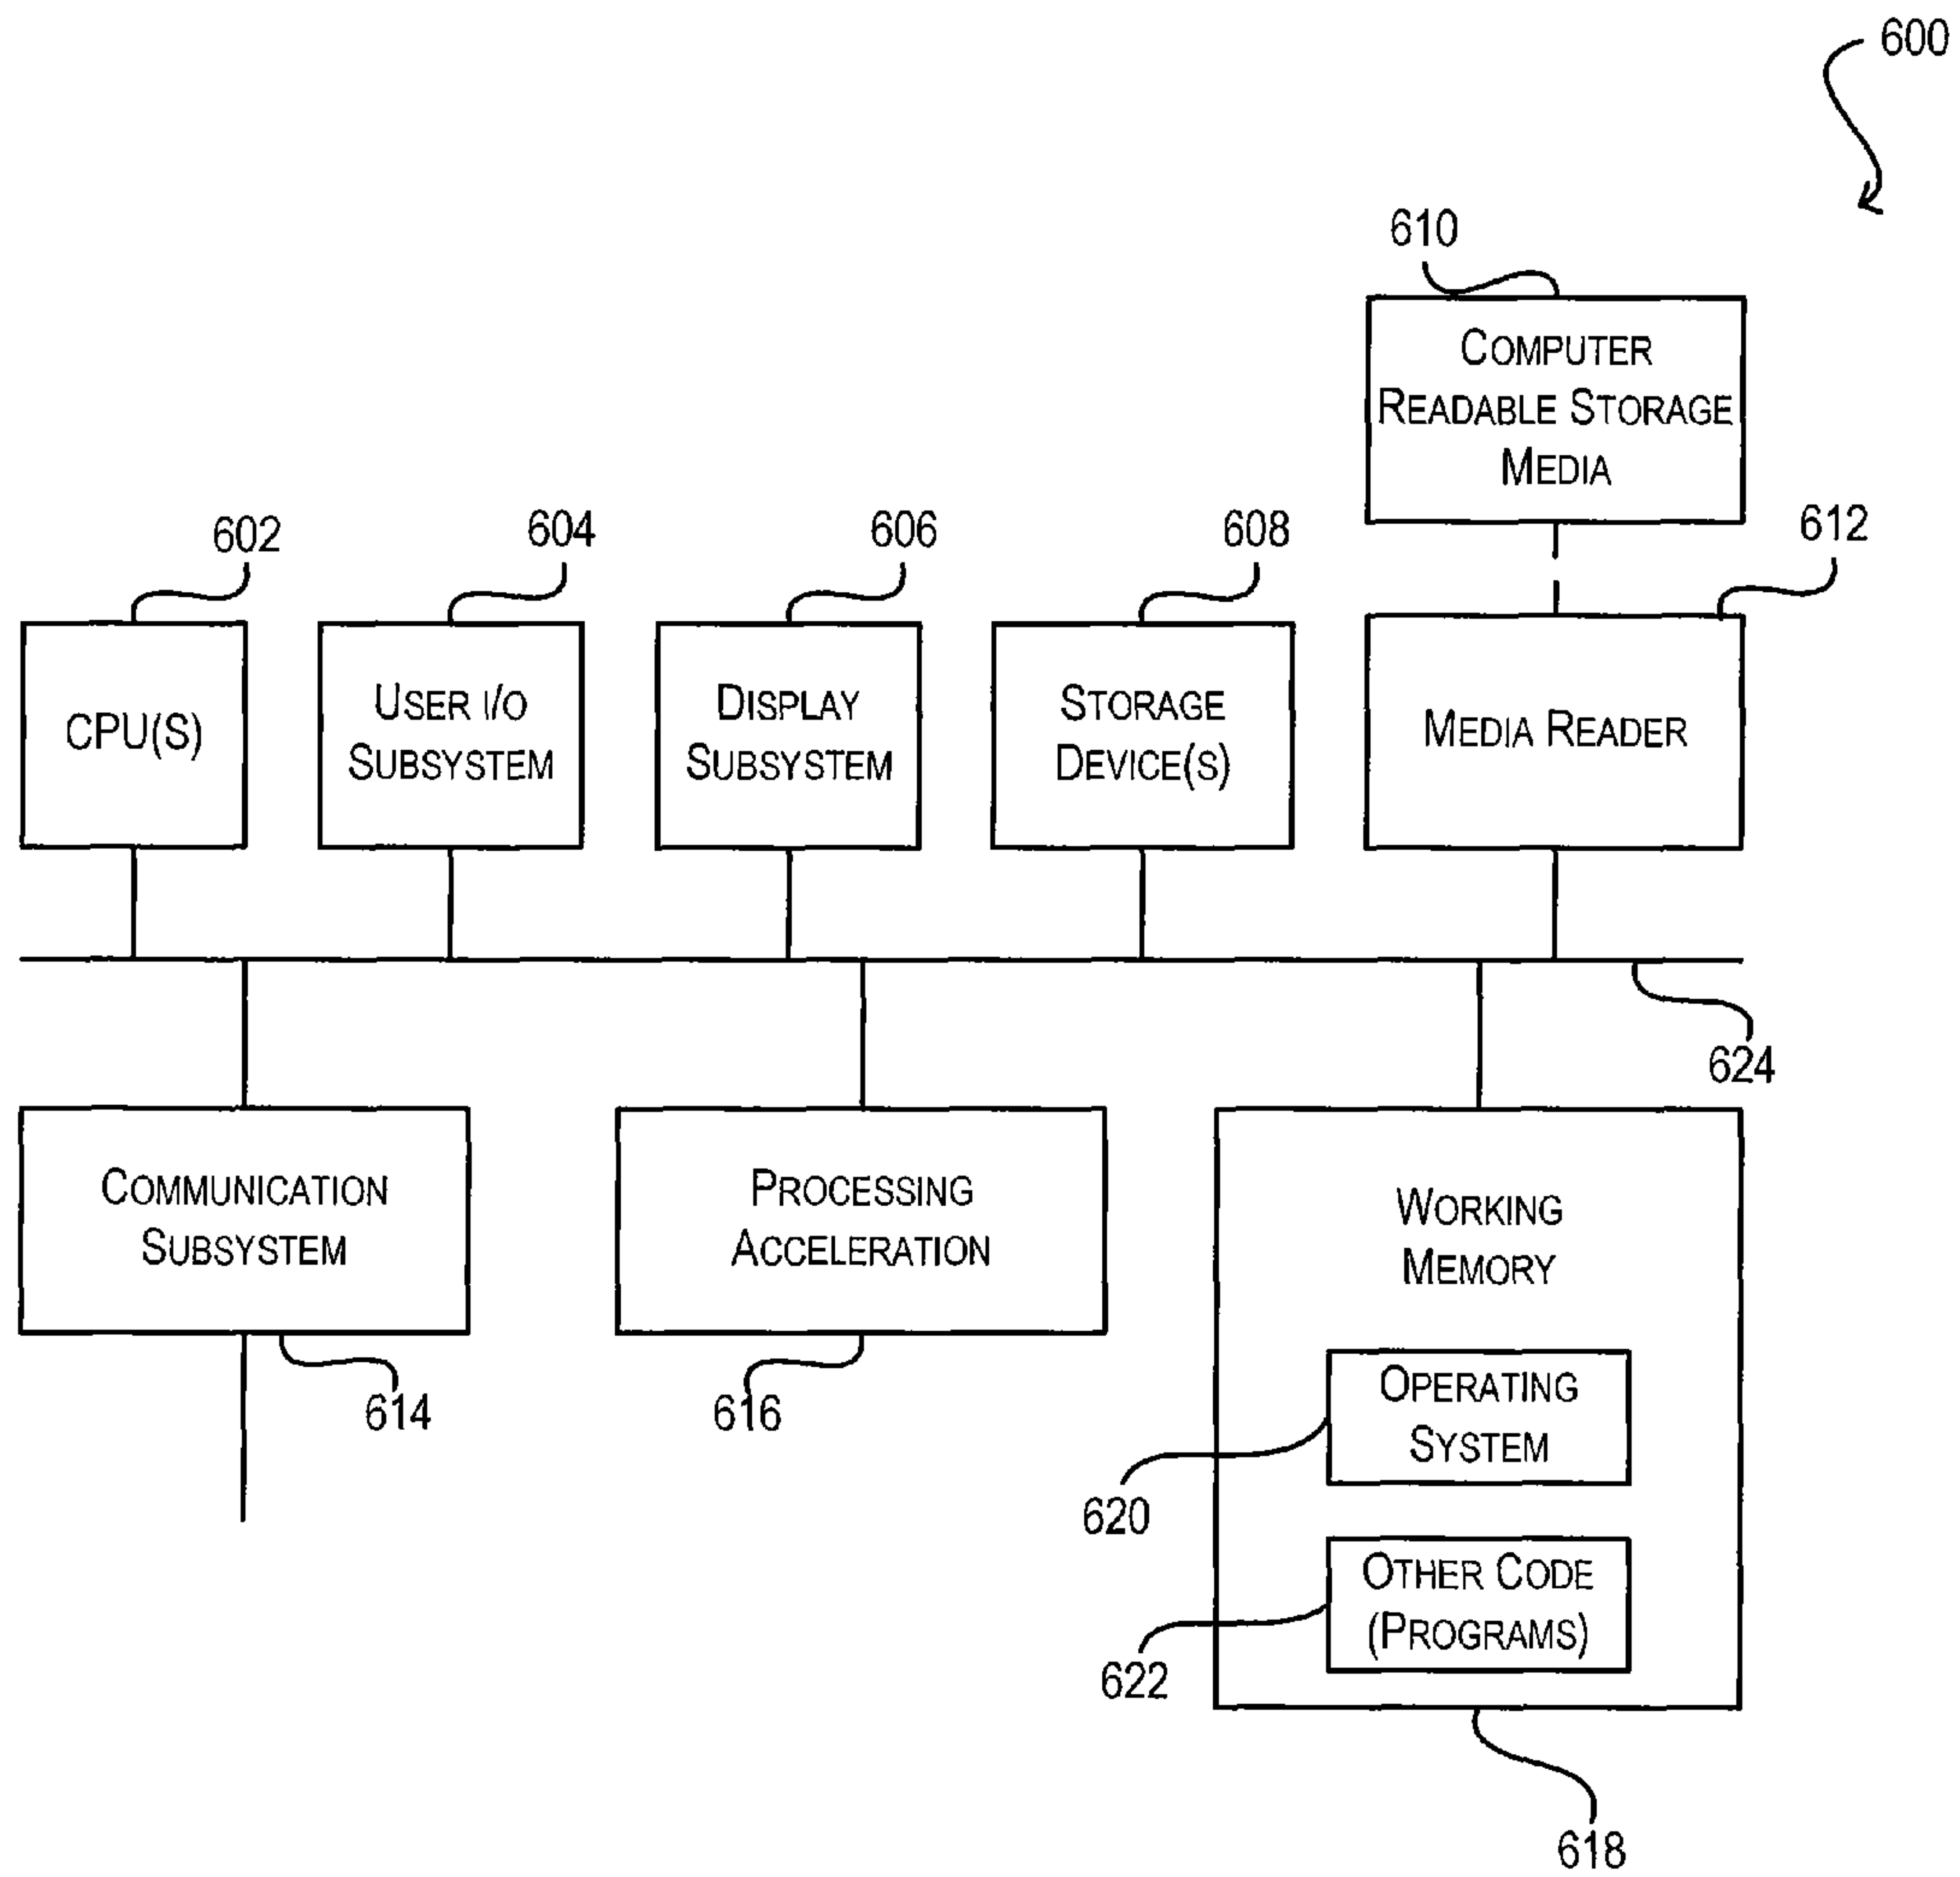 600
610
COMPUTER
READABLE STORAGE
MEDIA
602
604
606
608
612
CPU(S)
USER I/O
SUBSYSTEM
DISPLAY
SUBSYSTEM
STORAGE
DEVICE(S)
MEDIA READER
624
COMMUNICATION
SUBSYSTEM
PROCESSING
ACCELERATION
WORKING
MEMORY
614
616
OPERATING
SYSTEM
620
OTHER CODE
(PROGRAMS)
622
618